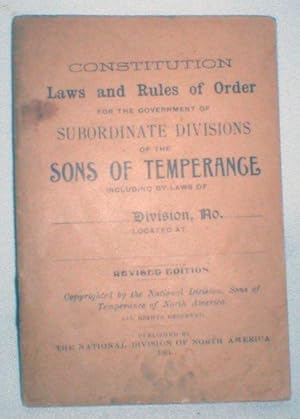 CONSTITUTION
Laws and Rules of Order
FOR THE GOVERNMENT OF
SUBORDINATE DIVISIONS
OF THE
SONS OF TEMPERANCE
INCLUDING BY-LAWS OF
Division, No.
LOCATED AT
REVISED EDITION
Copyrighted by the National Division, Sons of
Temperance of North America.
ALL RIGHTS RESERVED.
PUBLISHED BY
THE NATIONAL DIVISION OF NORTH AMERICA